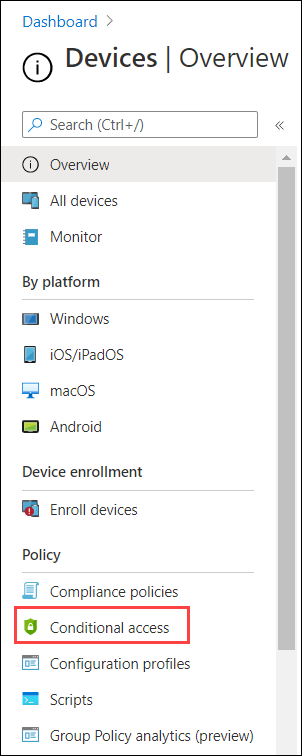 Dashboard >
Devices | Overview
Search (Ctrl+/) «
Overview
All devices
Monitor
By platform
Windows
iOS/iPadOS
macOS
Android
Device enrollment
Enroll devices
Policy
Compliance policies
Conditional access
Configuration profiles
Scripts
Group Policy analytics (preview)